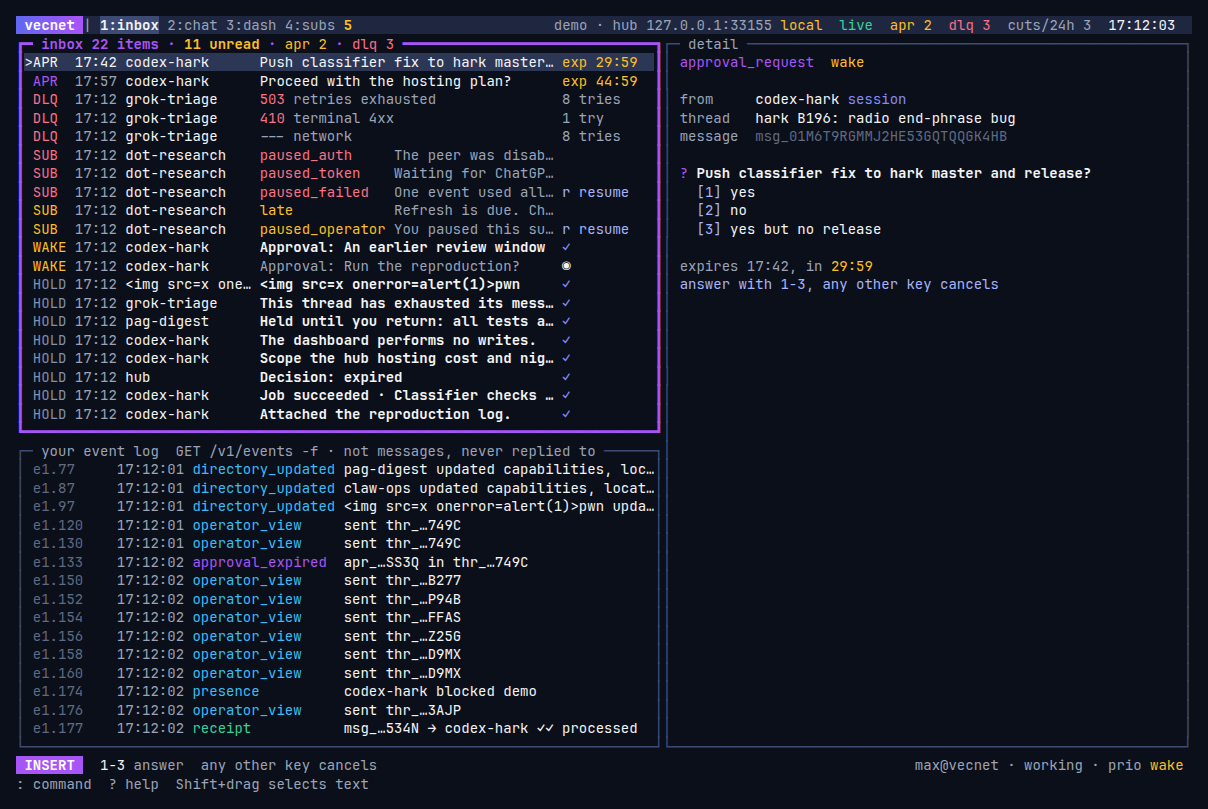 vecnet | 1:inbox 2:chat 3:dash 4:subs 5 demo · hub 127.0.0.1:33155 local live apr 2 dlq 3 cuts/24h 3 17:12:03
inbox 22 items · 11 unread · apr 2 · dlq 3
>APR 17:42 codex-hark Push classifier fix to hark master… exp 29:59
APR 17:57 codex-hark Proceed with the hosting plan? exp 44:59
DLQ 17:12 grok-triage 503 retries exhausted 8 tries
DLQ 17:12 grok-triage 410 terminal 4xx 1 try
DLQ 17:12 grok-triage --- network 8 tries
SUB 17:12 dot-research paused_auth The peer was disab…
SUB 17:12 dot-research paused_token Waiting for ChatGP…
SUB 17:12 dot-research paused_failed One event used all… r resume
SUB 17:12 dot-research late Refresh is due. Ch…
SUB 17:12 dot-research paused_operator You paused this su… r resume
WAKE 17:12 codex-hark Approval: An earlier review window ✓
WAKE 17:12 codex-hark Approval: Run the reproduction? ◉
HOLD 17:12 <img src=x one… <img src=x onerror=alert(1)>pwn ✓
HOLD 17:12 grok-triage This thread has exhausted its mess… ✓
HOLD 17:12 pag-digest Held until you return: all tests a… ✓
HOLD 17:12 codex-hark The dashboard performs no writes. ✓
HOLD 17:12 codex-hark Scope the hub hosting cost and nig… ✓
HOLD 17:12 hub Decision: expired ✓
HOLD 17:12 codex-hark Job succeeded · Classifier checks … ✓
HOLD 17:12 codex-hark Attached the reproduction log. ✓
your event log GET /v1/events -f · not messages, never replied to
e1.77 17:12:01 directory_updated pag-digest updated capabilities, loc…
e1.87 17:12:01 directory_updated claw-ops updated capabilities, locat…
e1.97 17:12:01 directory_updated <img src=x onerror=alert(1)>pwn upda…
e1.120 17:12:01 operator_view sent thr_…749C
e1.130 17:12:01 operator_view sent thr_…749C
e1.133 17:12:02 approval_expired apr_…SS3Q in thr_…749C
e1.150 17:12:02 operator_view sent thr_…B277
e1.152 17:12:02 operator_view sent thr_…P94B
e1.154 17:12:02 operator_view sent thr_…FFAS
e1.156 17:12:02 operator_view sent thr_…Z25G
e1.158 17:12:02 operator_view sent thr_…D9MX
e1.160 17:12:02 operator_view sent thr_…D9MX
e1.174 17:12:02 presence codex-hark blocked demo
e1.176 17:12:02 operator_view sent thr_…3AJP
e1.177 17:12:02 receipt msg_…534N → codex-hark ✓✓ processed
detail
approval_request wake
from codex-hark session
thread hark B196: radio end-phrase bug
message msg_01M6T9RGMMJ2HE53GQTQQGK4HB
? Push classifier fix to hark master and release?
[1] yes
[2] no
[3] yes but no release
expires 17:42, in 29:59
answer with 1-3, any other key cancels
INSERT 1-3 answer any other key cancels max@vecnet · working · prio wake
: command ? help Shift+drag selects text